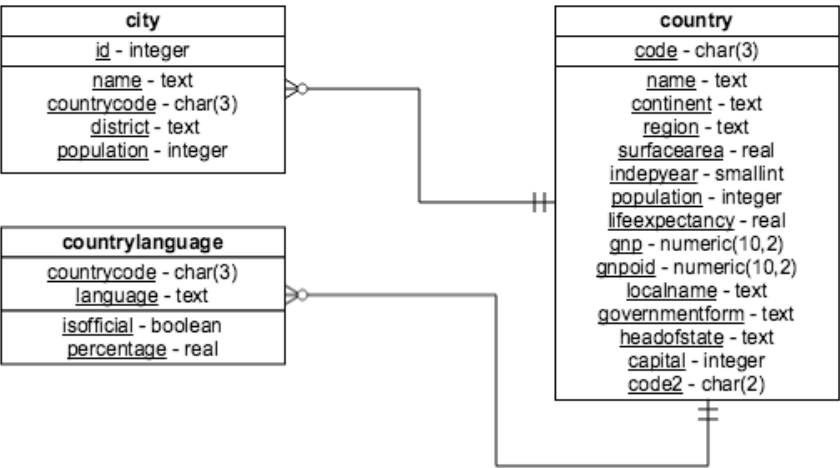 city
id - integer
name - text
countrycode - char(3)
district - text
population - integer
countrylanguage
countrycode - char(3)
language - text
isofficial - boolean
percentage - real
country
code - char(3)
name - text
continent - text
region - text
surfacearea - real
indepyear - smallint
population - integer
lifeexpectancy - real
gnp - numeric(10,2)
gnpoid - numeric(10,2)
localname - text
governmentform - text
headofstate - text
capital - integer
code2 - char(2)